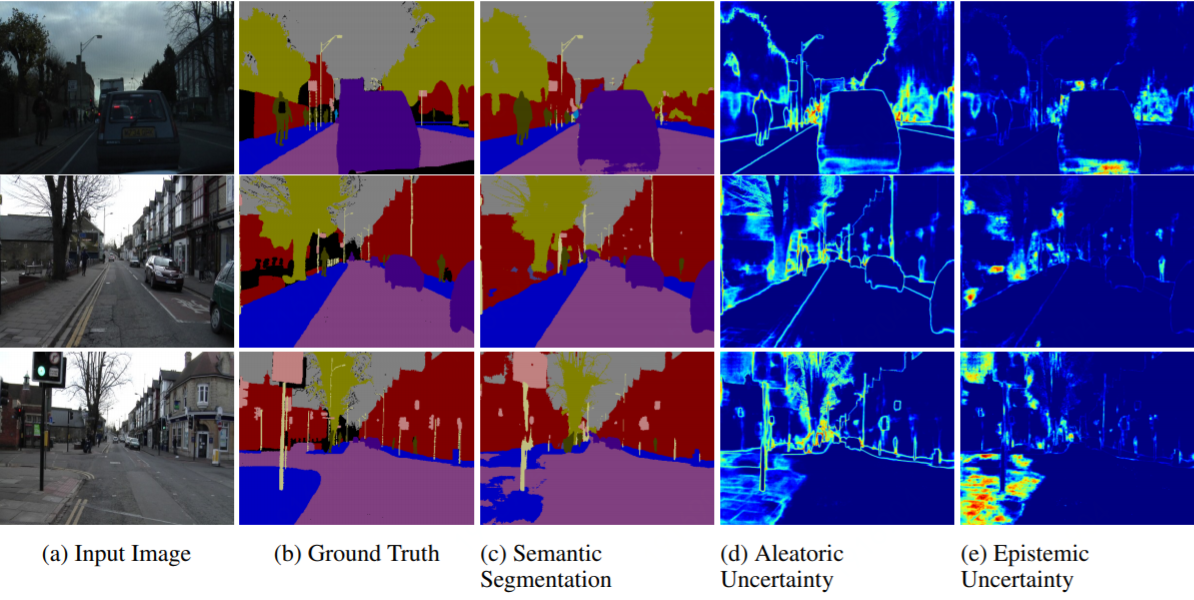 (a) Input Image
(b) Ground Truth
(c) Semantic
Segmentation
(d) Aleatoric
Uncertainty
(e) Epistemic
Uncertainty